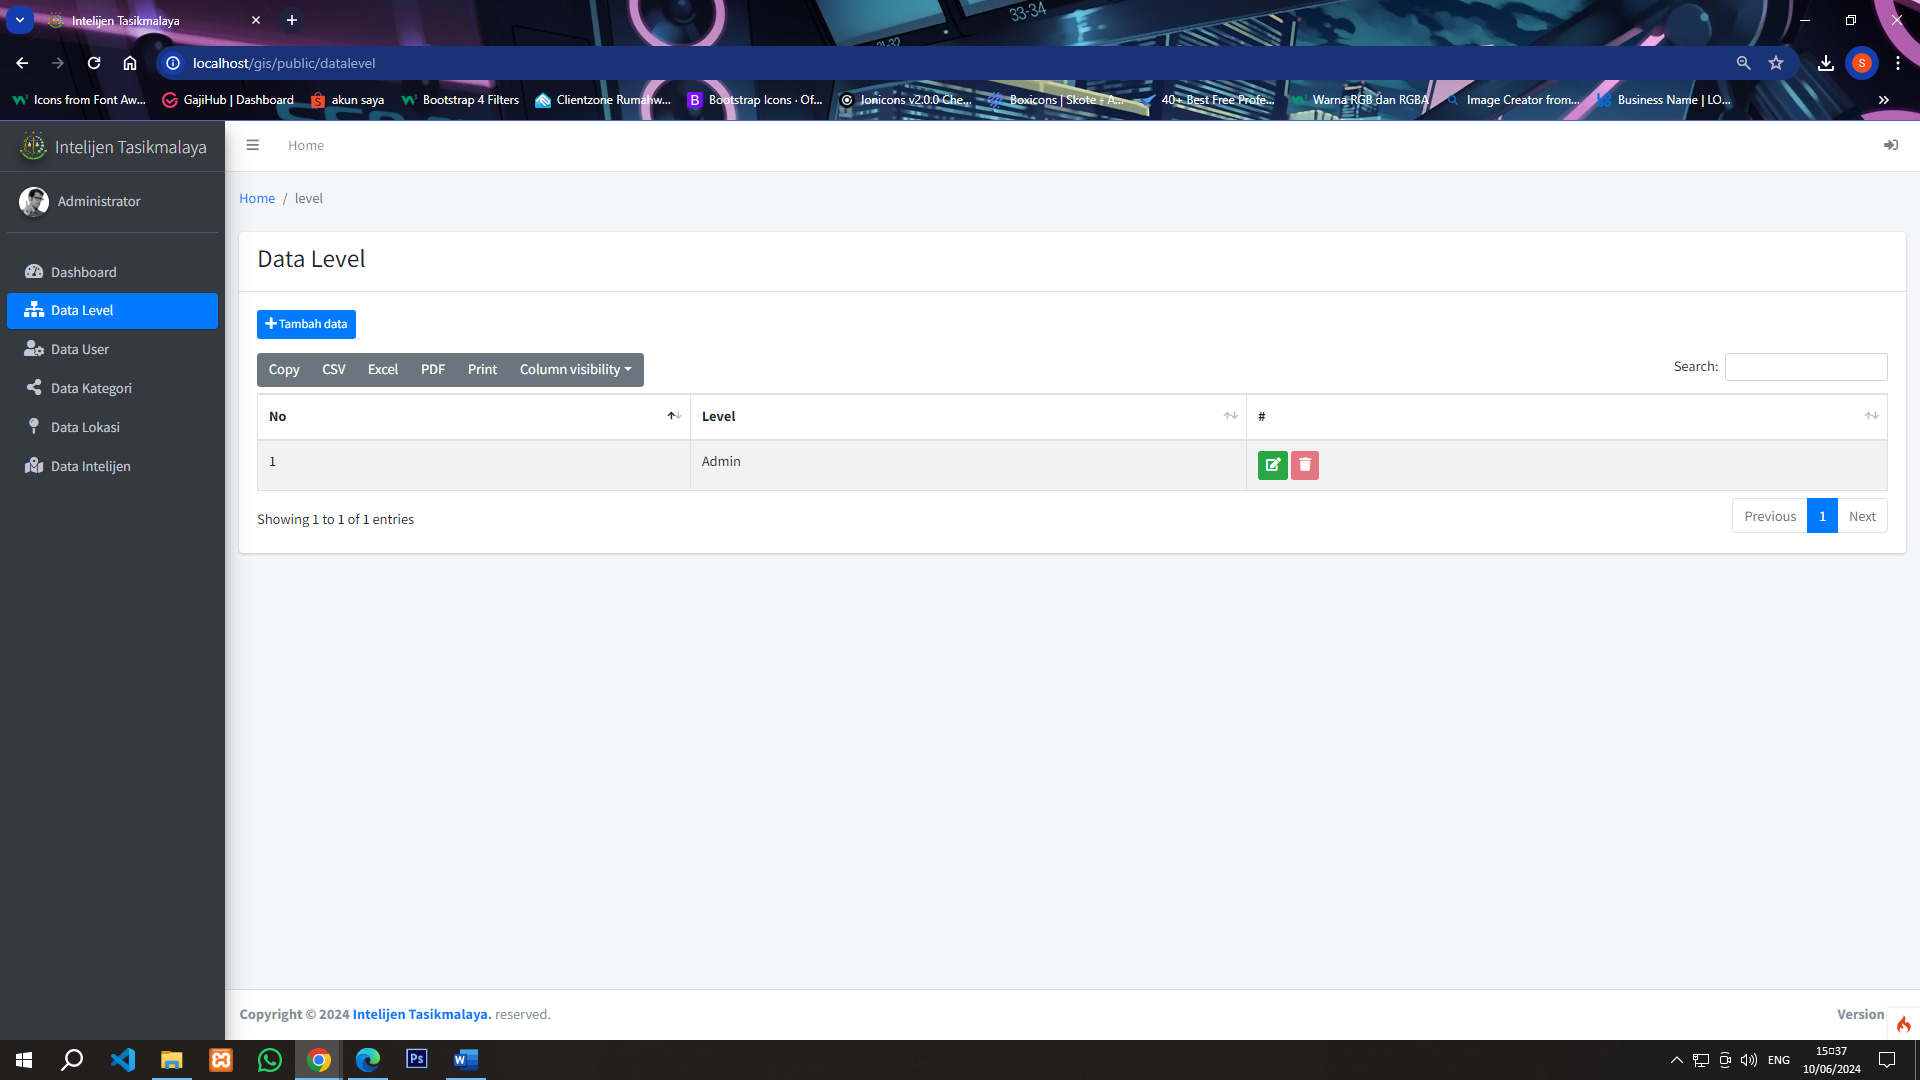 Intelijen Tasikmalaya
33-34
localhost/gis/public/datalevel
S
Icons from Font Aw...
GajiHub | Dashboard
akun saya
Bootstrap 4 Filters
Clientzone Rumahw...
Bootstrap Icons · Of...
Ionicons v2.0.0 Che...
Boxicons | Skote - A...
40+ Best Free Profe...
Warna RGB dan RGBA
Image Creator from...
Business Name | LO...
Intelijen Tasikmalaya
Home
Administrator
Home / level
Data Level
Dashboard
Data Level
Data User
Data Kategori
Data Lokasi
Data Intelijen
Tambah data
Copy CSV Excel PDF Print Column visibility
Search:
No Level #
1 Admin
Showing 1 to 1 of 1 entries
Previous 1 Next
Copyright © 2024 Intelijen Tasikmalaya. reserved.
Version
Ps
W
ENG
15:37
10/06/2024